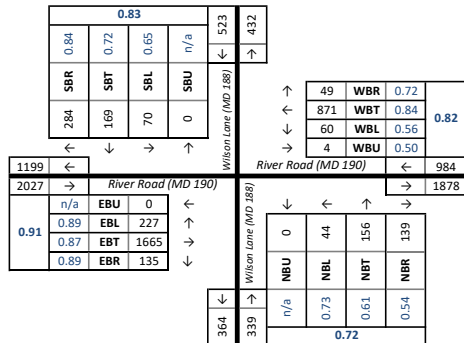 0.83
523
432
0.84
0.72
0.65
n/a
SBR
SBT
SBL
SBU
284
169
70
0
← ↓ → ↑
↓
↑
Wilson Lane (MD 188)
↑ 49 WBR 0.72
← 871 WBT 0.84
↓ 60 WBL 0.56
→ 4 WBU 0.50
0.82
1199 ←
River Road (MD 190)
← 984
2027 →
River Road (MD 190)
→ 1878
0.91
n/a EBU 0 ←
0.89 EBL 227 ↑
0.87 EBT 1665 →
0.89 EBR 135 ↓
Wilson Lane (MD 188)
↓ ← ↑ →
0
44
156
139
NBU
NBL
NBT
NBR
n/a
0.73
0.61
0.54
↓
↑
364
339
0.72